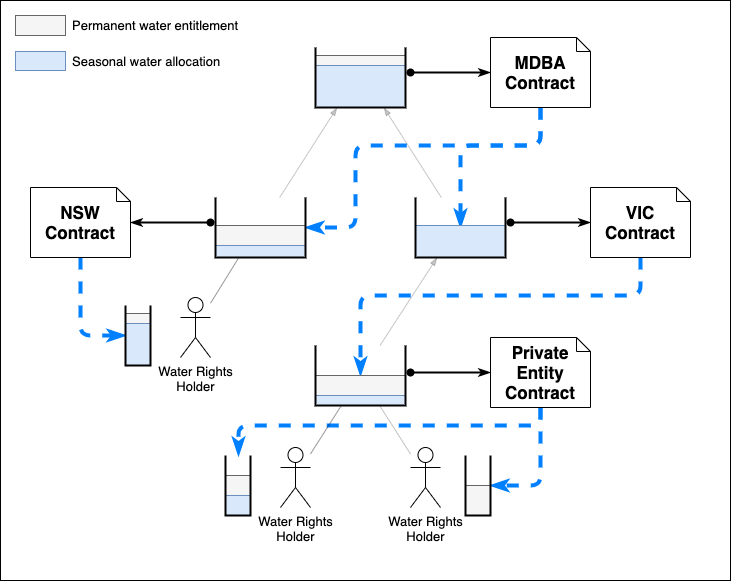 Permanent water entitlement
Seasonal water allocation
MDBA
Contract
NSW
Contract
VIC
Contract
Water Rights
Holder
Private
Entity
Contract
Water Rights
Holder
Water Rights
Holder